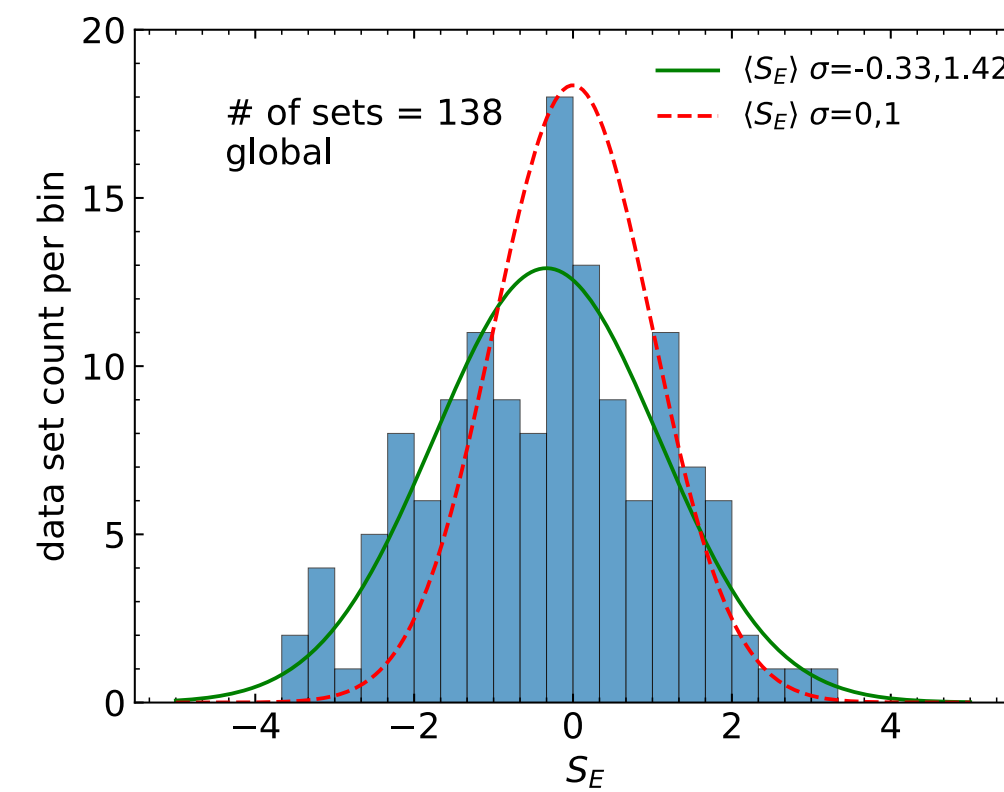 20
15
10
5
0
data set count per bin
# of sets = 138
global
⟨S_E⟩ σ=-0.33,1.42
⟨S_E⟩ σ=0,1
−4 −2 0 2 4
S_E